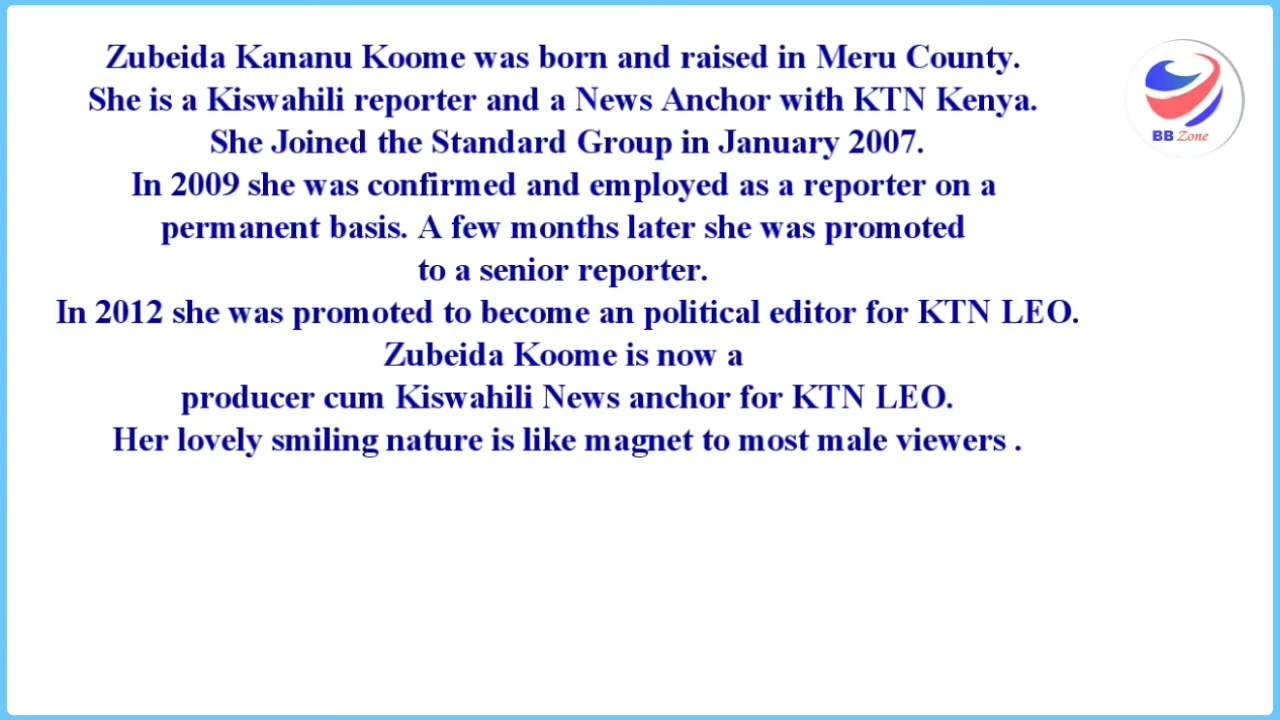 Zubeida Kananu Koome was born and raised in Meru County.
She is a Kiswahili reporter and a News Anchor with KTN Kenya.
She Joined the Standard Group in January 2007.
In 2009 she was confirmed and employed as a reporter on a
permanent basis. A few months later she was promoted
to a senior reporter.
In 2012 she was promoted to become an political editor for KTN LEO.
Zubeida Koome is now a
producer cum Kiswahili News anchor for KTN LEO.
Her lovely smiling nature is like magnet to most male viewers .
BB Zone